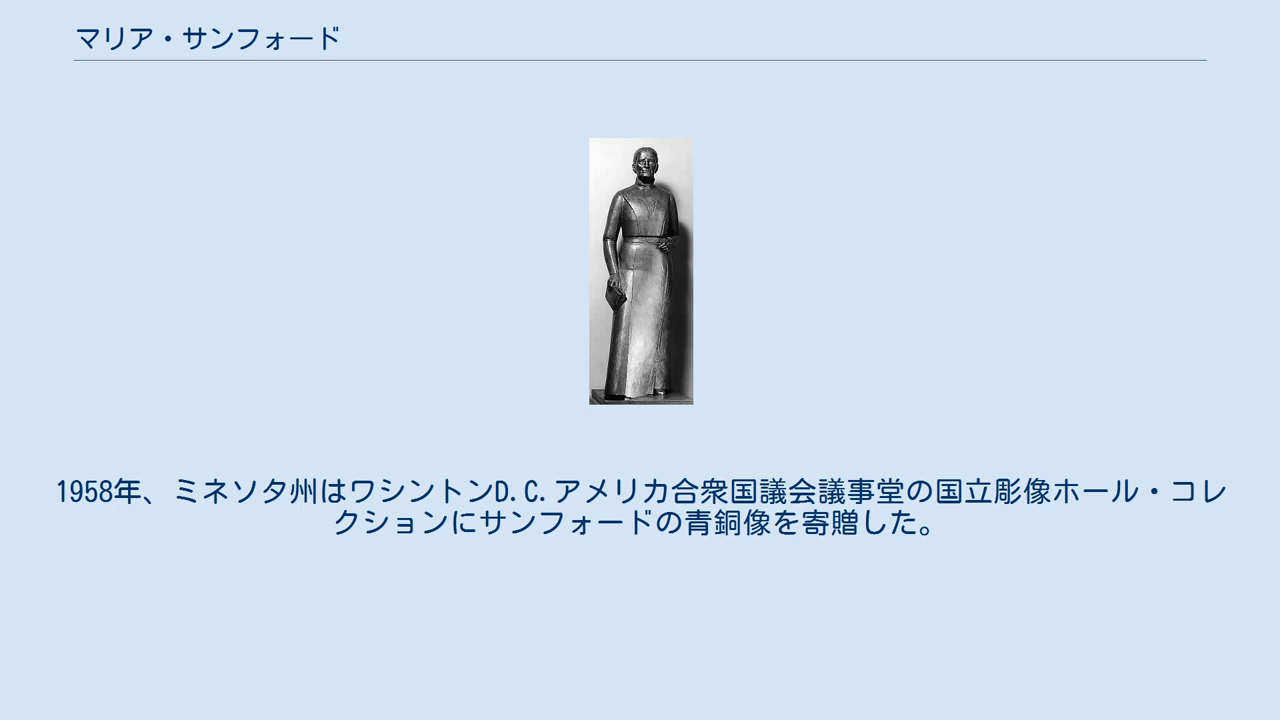 マリア・サンフォード
1958年、ミネソタ州はワシントンD.C.アメリカ合衆国議会議事堂の国立彫像ホール・コレ
クションにサンフォードの青銅像を寄贈した。